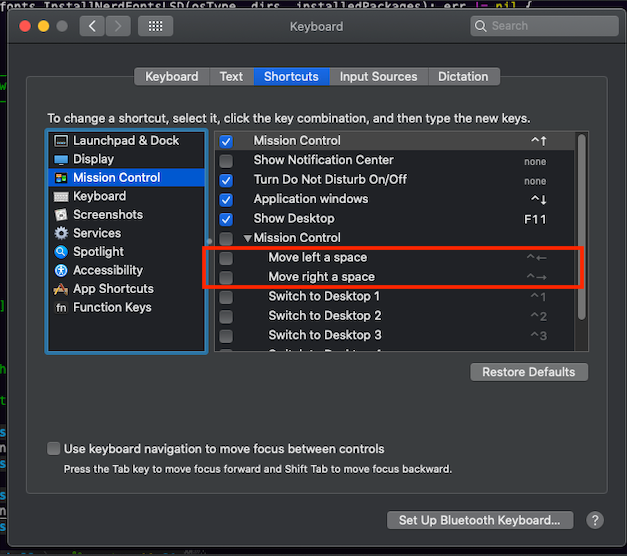 fonts.InstallNerdFontsLSD(osType, dirs, installedPackages); err != nil {
Keyboard
Search
Keyboard Text Shortcuts Input Sources Dictation
To change a shortcut, select it, click the key combination, and then type the new keys.
Launchpad & Dock
Display
Mission Control
Keyboard
Screenshots
Services
Spotlight
Accessibility
App Shortcuts
fn Function Keys
Mission Control ^↑
Show Notification Center none
Turn Do Not Disturb On/Off none
Application windows ^↓
Show Desktop F11
Mission Control
Move left a space ^←
Move right a space ^→
Switch to Desktop 1 ^1
Switch to Desktop 2 ^2
Switch to Desktop 3 ^3
Restore Defaults
Use keyboard navigation to move focus between controls
Press the Tab key to move focus forward and Shift Tab to move focus backward.
Set Up Bluetooth Keyboard... ?